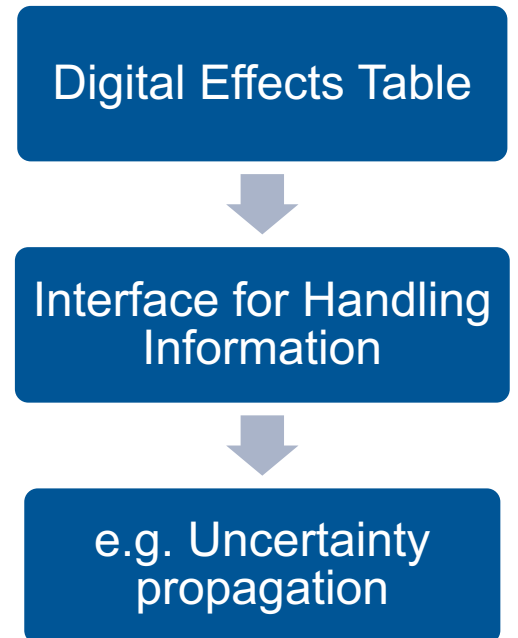 Digital Effects Table
Interface for Handling
Information
e.g. Uncertainty
propagation